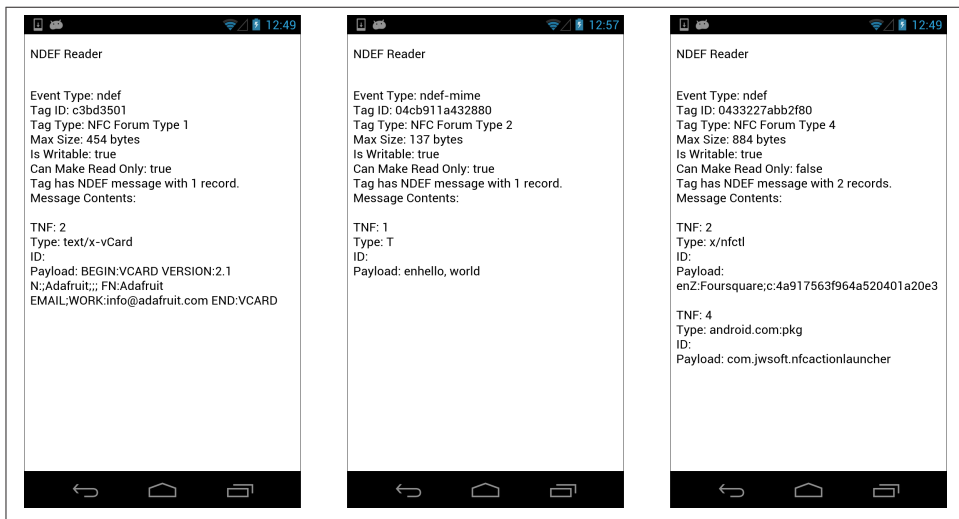 12:49
NDEF Reader
Event Type: ndef
Tag ID: c3bd3501
Tag Type: NFC Forum Type 1
Max Size: 454 bytes
Is Writable: true
Can Make Read Only: true
Tag has NDEF message with 1 record.
Message Contents:
TNF: 2
Type: text/x-vCard
ID:
Payload: BEGIN:VCARD VERSION:2.1
N:;Adafruit;;; FN:Adafruit
EMAIL;WORK:info@adafruit.com END:VCARD
12:57
NDEF Reader
Event Type: ndef-mime
Tag ID: 04cb911a432880
Tag Type: NFC Forum Type 2
Max Size: 137 bytes
Is Writable: true
Can Make Read Only: true
Tag has NDEF message with 1 record.
Message Contents:
TNF: 1
Type: T
ID:
Payload: enhello, world
12:49
NDEF Reader
Event Type: ndef
Tag ID: 0433227abb2f80
Tag Type: NFC Forum Type 4
Max Size: 884 bytes
Is Writable: true
Can Make Read Only: false
Tag has NDEF message with 2 records.
Message Contents:
TNF: 2
Type: x/nfctl
ID:
Payload:
enZ:Foursquare;c:4a917563f964a520401a20e3
TNF: 4
Type: android.com:pkg
ID:
Payload: com.jwsoft.nfcactionlauncher